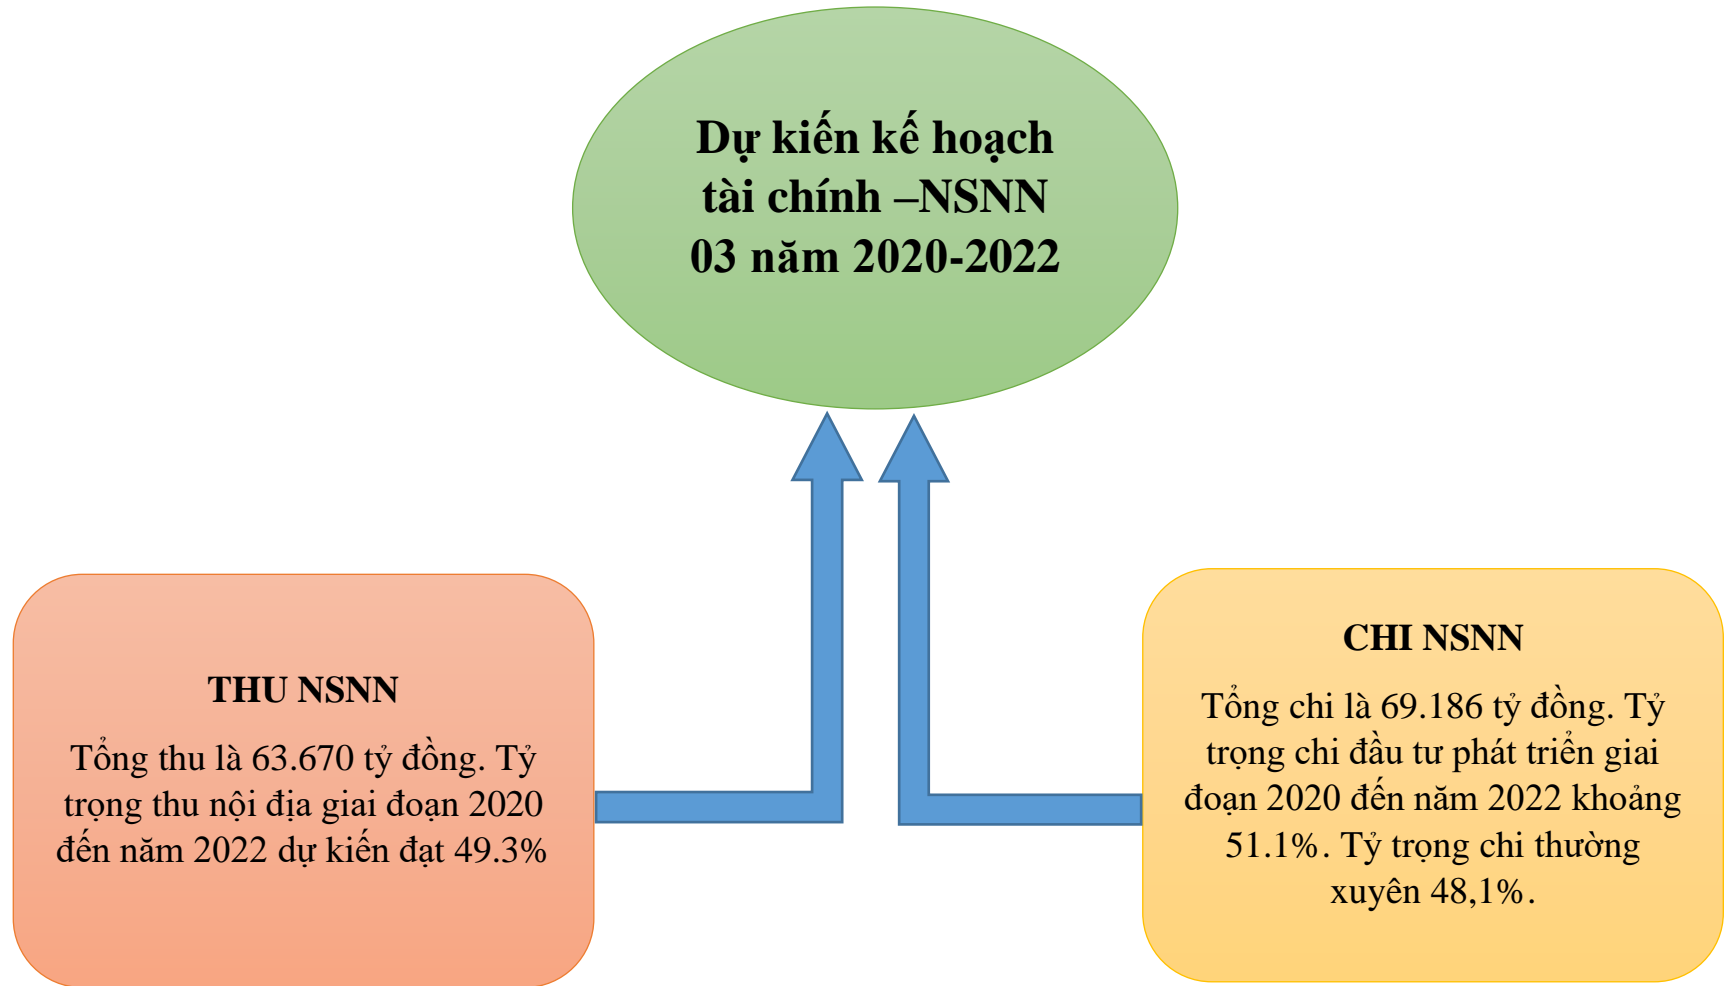 Dự kiến kế hoạch
tài chính –NSNN
03 năm 2020-2022
THU NSNN
Tổng thu là 63.670 tỷ đồng. Tỷ
trọng thu nội địa giai đoạn 2020
đến năm 2022 dự kiến đạt 49.3%
CHI NSNN
Tổng chi là 69.186 tỷ đồng. Tỷ
trọng chi đầu tư phát triển giai
đoạn 2020 đến năm 2022 khoảng
51.1%. Tỷ trọng chi thường
xuyên 48,1%.